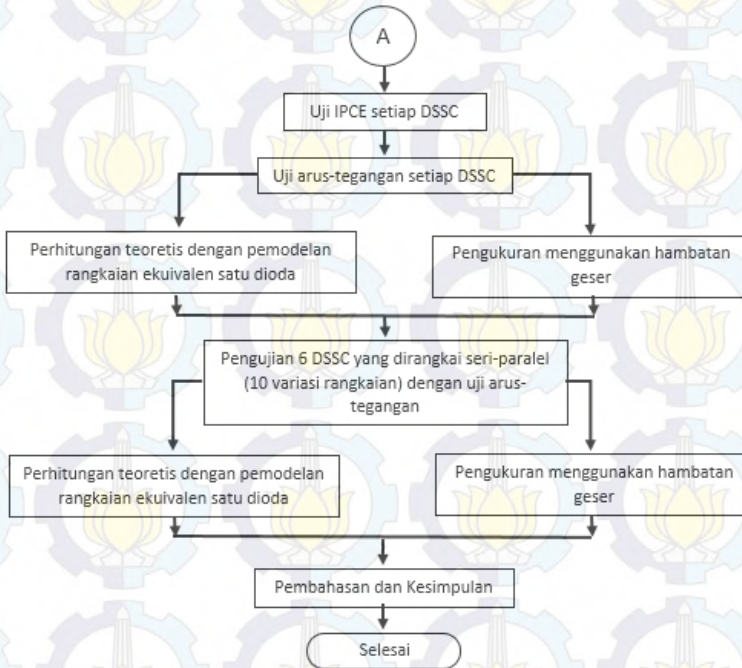 A
Uji IPCE setiap DSSC
Uji arus-tegangan setiap DSSC
Perhitungan teoretis dengan pemodelan
rangkaian ekuivalen satu dioda
Pengukuran menggunakan hambatan
geser
Pengujian 6 DSSC yang dirangkai seri-paralel
(10 variasi rangkaian) dengan uji arus-
tegangan
Perhitungan teoretis dengan pemodelan
rangkaian ekuivalen satu dioda
Pengukuran menggunakan hambatan
geser
Pembahasan dan Kesimpulan
Selesai